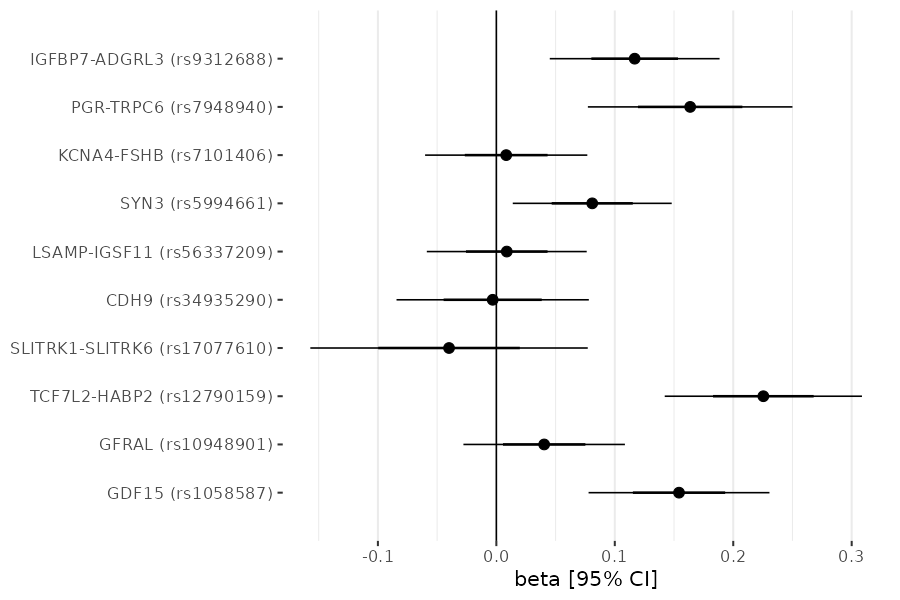 IGFBP7-ADGRL3 (rs9312688)
PGR-TRPC6 (rs7948940)
KCNA4-FSHB (rs7101406)
SYN3 (rs5994661)
LSAMP-IGSF11 (rs56337209)
CDH9 (rs34935290)
SLITRK1-SLITRK6 (rs17077610)
TCF7L2-HABP2 (rs12790159)
GFRAL (rs10948901)
GDF15 (rs1058587)
-0.1 0.0 0.1 0.2 0.3
beta [95% CI]